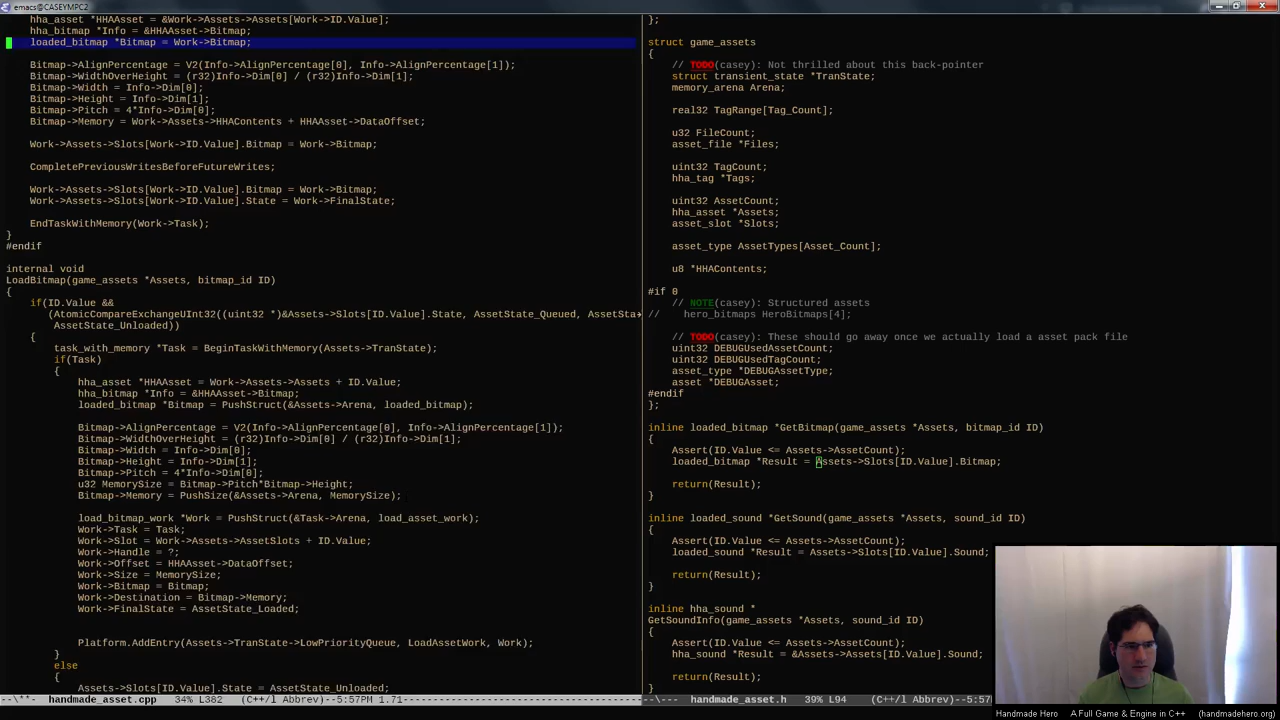 emacs@CASEYMPC2
hha_asset *HHAAsset = &Work->Assets->Assets[Work->ID.Value];
hha_bitmap *Info = &HHAAsset->Bitmap;
loaded_bitmap *Bitmap = Work->Bitmap;
Bitmap->AlignPercentage = V2(Info->AlignPercentage[0], Info->AlignPercentage[1]);
Bitmap->WidthOverHeight = (r32)Info->Dim[0] / (r32)Info->Dim[1];
Bitmap->Width = Info->Dim[0];
Bitmap->Height = Info->Dim[1];
Bitmap->Pitch = 4*Info->Dim[0];
Bitmap->Memory = Work->Assets->HHAContents + HHAAsset->DataOffset;
Work->Assets->Slots[Work->ID.Value].Bitmap = Work->Bitmap;
CompletePreviousWritesBeforeFutureWrites;
Work->Assets->Slots[Work->ID.Value].Bitmap = Work->Bitmap;
Work->Assets->Slots[Work->ID.Value].State = Work->FinalState;
EndTaskWithMemory(Work->Task);
}
#endif
internal void
LoadBitmap(game_assets *Assets, bitmap_id ID)
{
if(ID.Value &&
(AtomicCompareExchangeUInt32((uint32 *)&Assets->Slots[ID.Value].State, AssetState_Queued, AssetSta
AssetState_Unloaded))
{
task_with_memory *Task = BeginTaskWithMemory(Assets->TranState);
if(Task)
{
hha_asset *HHAAsset = Work->Assets->Assets + ID.Value;
hha_bitmap *Info = &HHAAsset->Bitmap;
loaded_bitmap *Bitmap = PushStruct(&Assets->Arena, loaded_bitmap);
Bitmap->AlignPercentage = V2(Info->AlignPercentage[0], Info->AlignPercentage[1]);
Bitmap->WidthOverHeight = (r32)Info->Dim[0] / (r32)Info->Dim[1];
Bitmap->Width = Info->Dim[0];
Bitmap->Height = Info->Dim[1];
Bitmap->Pitch = 4*Info->Dim[0];
u32 MemorySize = Bitmap->Pitch*Bitmap->Height;
Bitmap->Memory = PushSize(&Assets->Arena, MemorySize);
load_bitmap_work *Work = PushStruct(&Task->Arena, load_asset_work);
Work->Task = Task;
Work->Slot = Work->Assets->AssetSlots + ID.Value;
Work->Handle = ?;
Work->Offset = HHAAsset->DataOffset;
Work->Size = MemorySize;
Work->Bitmap = Bitmap;
Work->Destination = Bitmap->Memory;
Work->FinalState = AssetState_Loaded;
Platform.AddEntry(Assets->TranState->LowPriorityQueue, LoadAssetWork, Work);
}
else
Assets->Slots[ID.Value].State = AssetState_Unloaded;
-\**- handmade_asset.cpp 34% L382 (C++/l Abbrev)--5:57PM 1.71
};
struct game_assets
{
// TODO(casey): Not thrilled about this back-pointer
struct transient_state *TranState;
memory_arena Arena;
real32 TagRange[Tag_Count];
u32 FileCount;
asset_file *Files;
uint32 TagCount;
hha_tag *Tags;
uint32 AssetCount;
hha_asset *Assets;
asset_slot *Slots;
asset_type AssetTypes[Asset_Count];
u8 *HHAContents;
#if 0
// NOTE(casey): Structured assets
// hero_bitmaps HeroBitmaps[4];
// TODO(casey): These should go away once we actually load a asset pack file
uint32 DEBUGUsedAssetCount;
uint32 DEBUGUsedTagCount;
asset_type *DEBUGAssetType;
asset *DEBUGAsset;
#endif
};
inline loaded_bitmap *GetBitmap(game_assets *Assets, bitmap_id ID)
{
Assert(ID.Value <= Assets->AssetCount);
loaded_bitmap *Result = Assets->Slots[ID.Value].Bitmap;
return(Result);
}
inline loaded_sound *GetSound(game_assets *Assets, sound_id ID)
{
Assert(ID.Value <= Assets->AssetCount);
loaded_sound *Result = Assets->Slots[ID.Value].Sound;
return(Result);
}
inline hha_sound *
GetSoundInfo(game_assets *Assets, sound_id ID)
{
Assert(ID.Value <= Assets->AssetCount);
hha_sound *Result = &Assets->Assets[ID.Value].Sound;
return(Result);
}
-\--- handmade_asset.h 39% L94 (C++/l Abbrev)--5:57PM
Handmade Hero A Full Game & Engine in C++ (handmadehero.org)